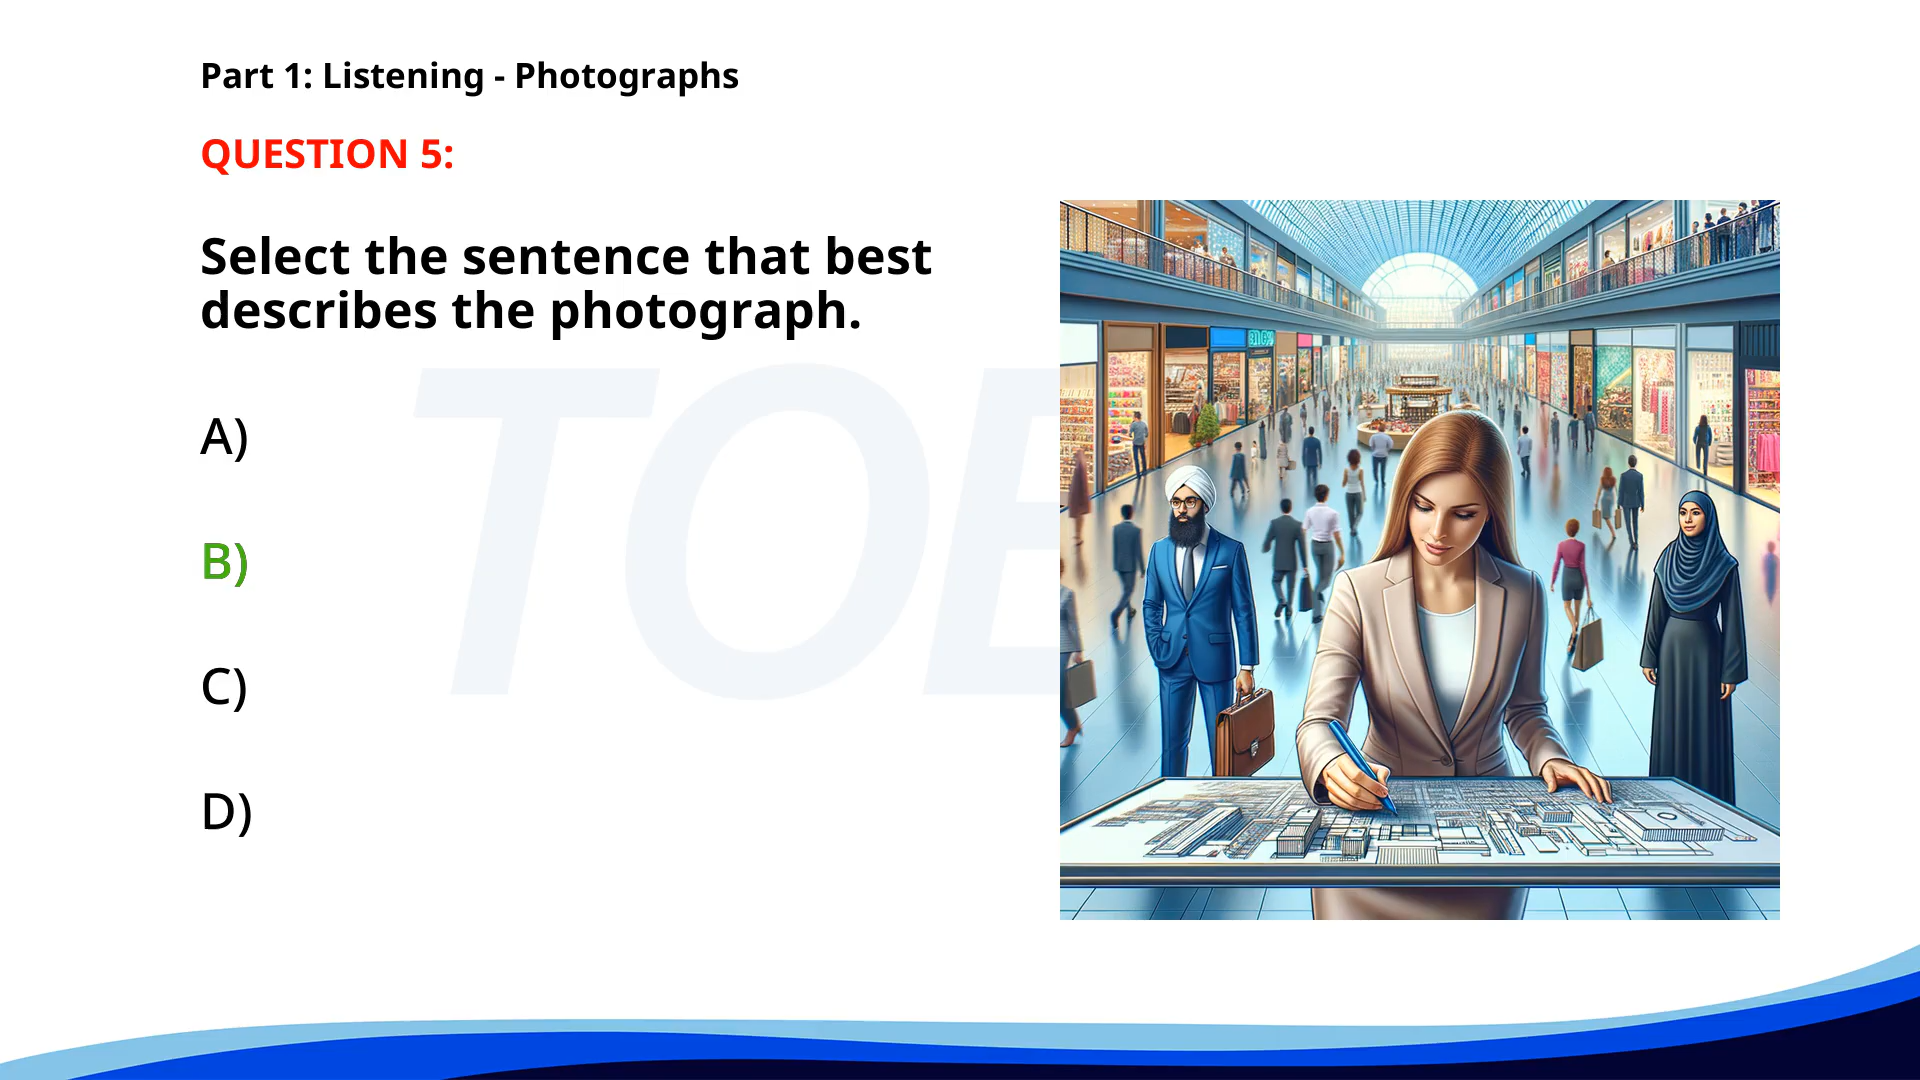 Part 1: Listening - Photographs
QUESTION 5:
Select the sentence that best
describes the photograph.
A)
B)
C)
D)